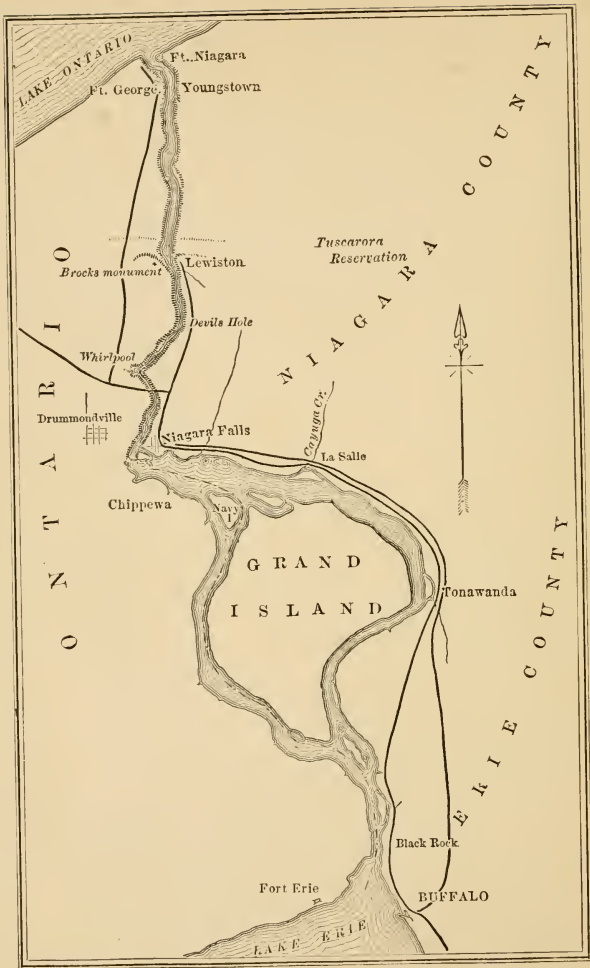 LAKE ONTARIO
Ft. Niagara
Ft. George
Youngstown
NIAGARA COUNTY
Tuscarora
Reservation
Brocks monument
Lewiston
Devils Hole
Whirlpool
ONTARIO
Drummondville
Niagara Falls
Cayuga Cr.
La Salle
Chippewa
Navy
I
GRAND
ISLAND
Tonawanda
ERIE COUNTY
Black Rock
Fort Erie
BUFFALO
LAKE ERIE